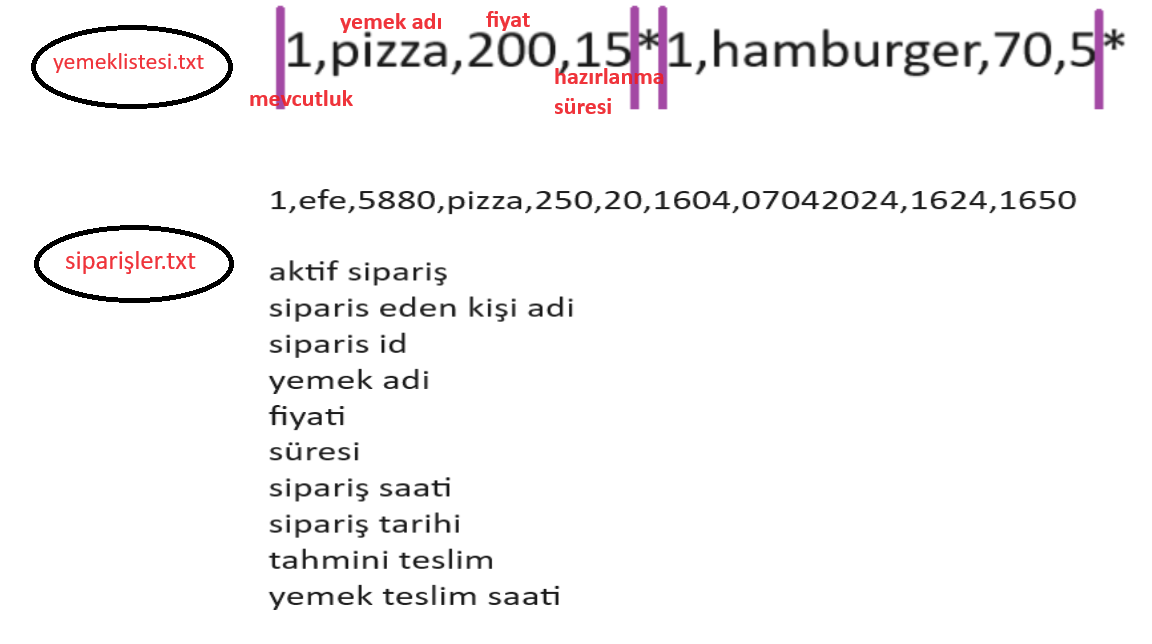 yemek adı fiyat
yemeklistesi.txt 1,pizza,200,15*1,hamburger,70,5*
mevcutluk hazırlanma
süresi
1,efe,5880,pizza,250,20,1604,07042024,1624,1650
siparişler.txt
aktif sipariş
siparis eden kişi adi
siparis id
yemek adi
fiyati
süresi
sipariş saati
sipariş tarihi
tahmini teslim
yemek teslim saati